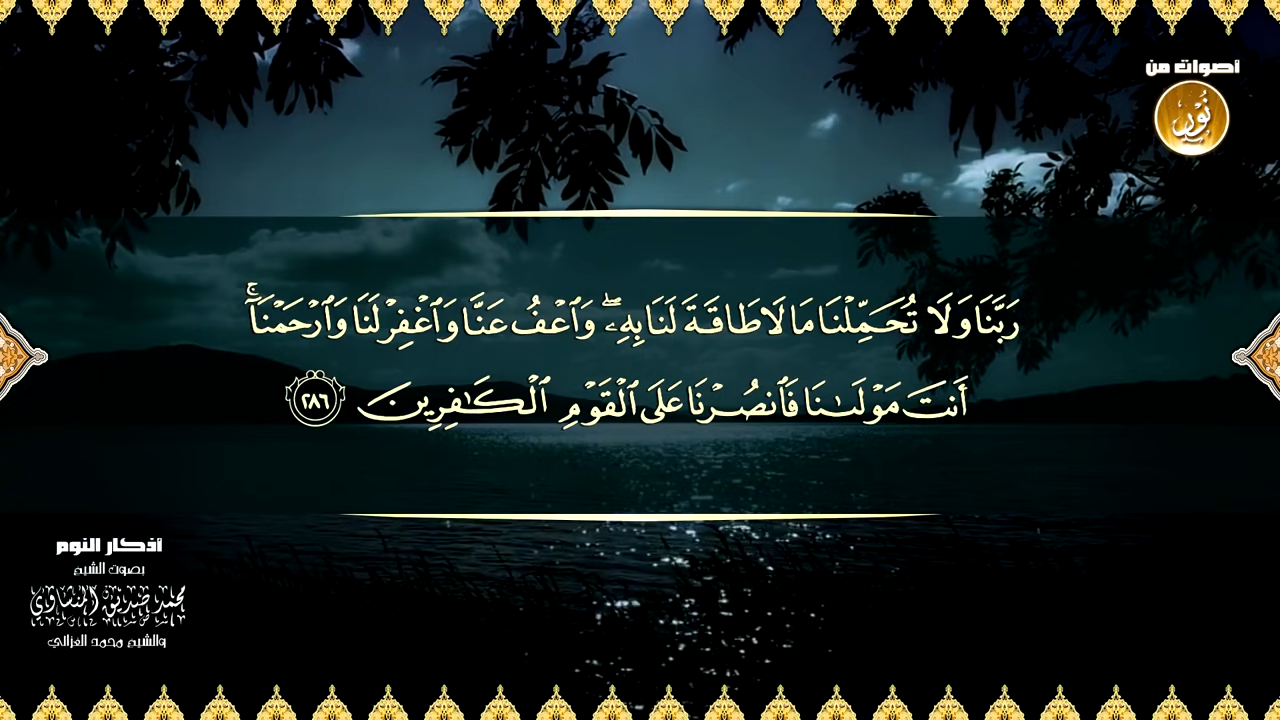 أصوات من
نُور
رَبَّنَا وَلَا تُحَمِّلْنَا مَا لَا طَاقَةَ لَنَا بِهِۦ ۖ وَٱعْفُ عَنَّا وَٱغْفِرْ لَنَا وَٱرْحَمْنَآ ۚ
أَنتَ مَوْلَىٰنَا فَٱنصُرْنَا عَلَى ٱلْقَوْمِ ٱلْكَـٰفِرِينَ ٢٨٦
أذكار النوم
بصوت الشيخ
محمد صديق المنشاوي
والشيخ محمد الغزالي